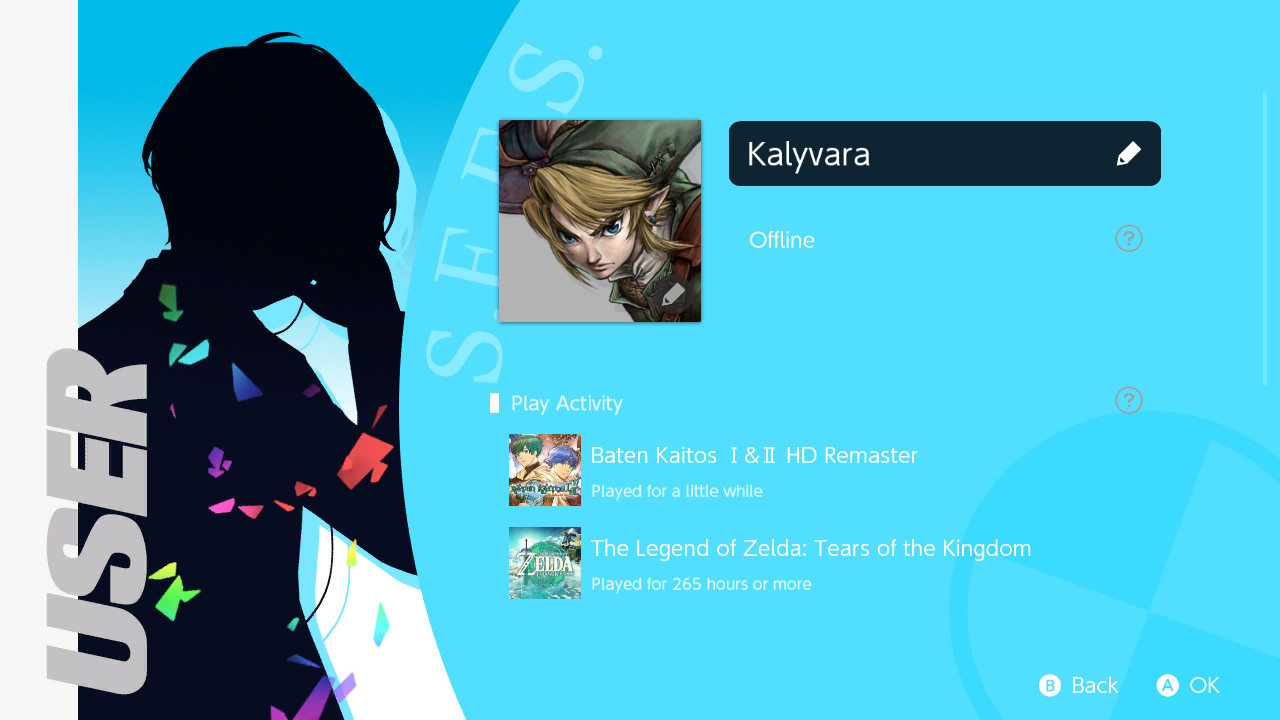 S.E.E.S.
USER
Kalyvara
Offline
?
Play Activity
?
Baten Kaitos Ⅰ & Ⅱ HD Remaster
Played for a little while
ZELDA
The Legend of Zelda: Tears of the Kingdom
Played for 265 hours or more
B Back
A OK